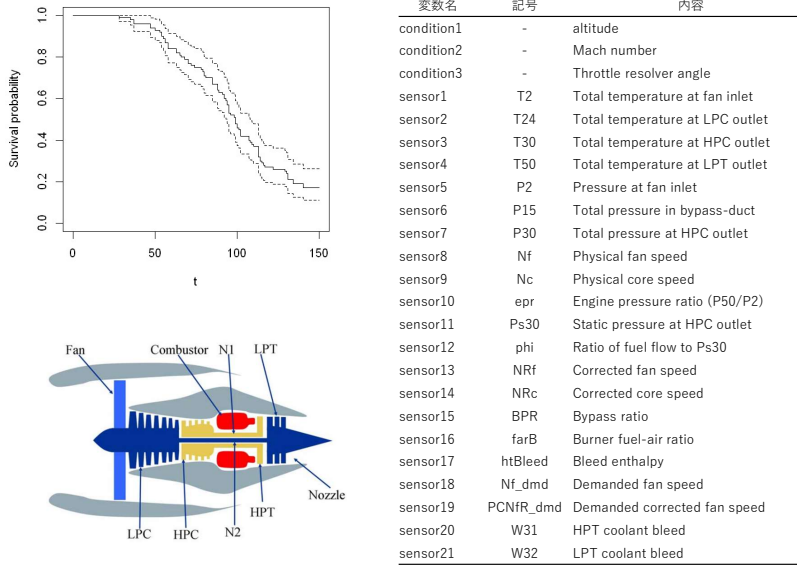 Survival probability
1.0
0.8
0.6
0.4
0.2
0.0
0 50 100 150
t
Fan Combustor N1 LPT
Nozzle
HPT
LPC HPC N2
変数名 記号 内容
condition1 - altitude
condition2 - Mach number
condition3 - Throttle resolver angle
sensor1 T2 Total temperature at fan inlet
sensor2 T24 Total temperature at LPC outlet
sensor3 T30 Total temperature at HPC outlet
sensor4 T50 Total temperature at LPT outlet
sensor5 P2 Pressure at fan inlet
sensor6 P15 Total pressure in bypass-duct
sensor7 P30 Total pressure at HPC outlet
sensor8 Nf Physical fan speed
sensor9 Nc Physical core speed
sensor10 epr Engine pressure ratio (P50/P2)
sensor11 Ps30 Static pressure at HPC outlet
sensor12 phi Ratio of fuel flow to Ps30
sensor13 NRf Corrected fan speed
sensor14 NRc Corrected core speed
sensor15 BPR Bypass ratio
sensor16 farB Burner fuel-air ratio
sensor17 htBleed Bleed enthalpy
sensor18 Nf_dmd Demanded fan speed
sensor19 PCNfR_dmd Demanded corrected fan speed
sensor20 W31 HPT coolant bleed
sensor21 W32 LPT coolant bleed